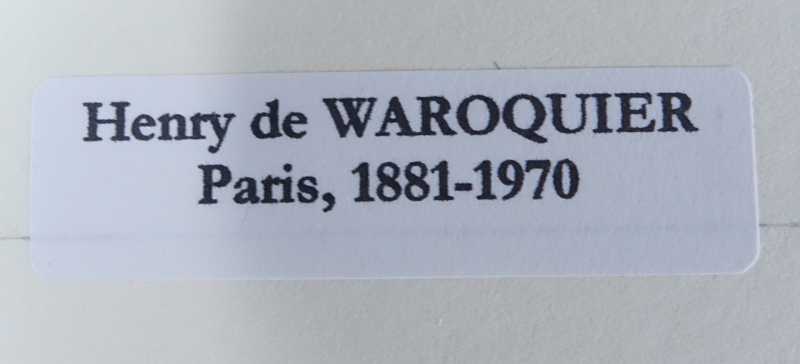 Henry de WAROQUIER
Paris, 1881-1970